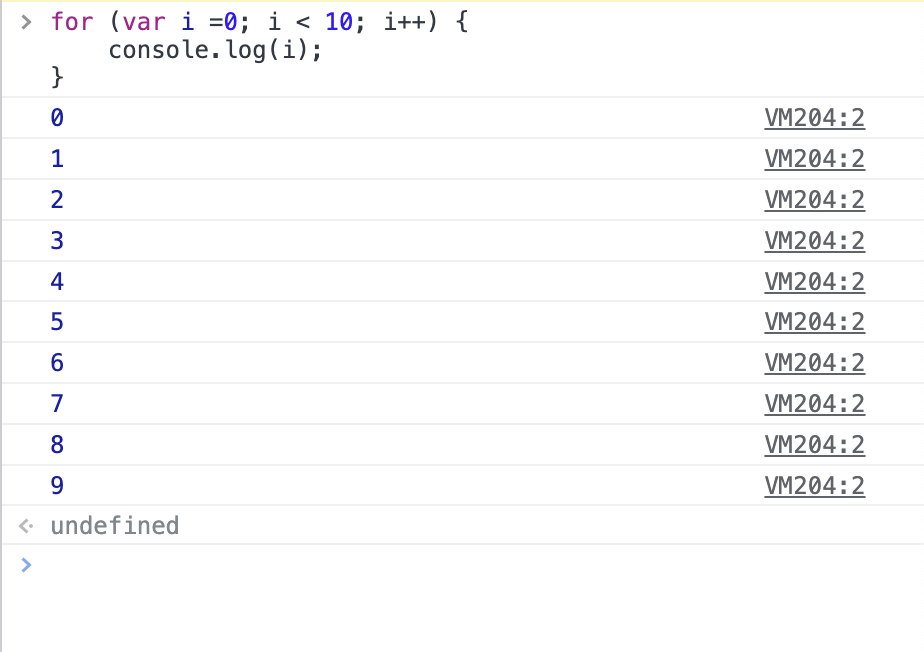 > for (var i =0; i < 10; i++) {
console.log(i);
}
0 VM204:2
1 VM204:2
2 VM204:2
3 VM204:2
4 VM204:2
5 VM204:2
6 VM204:2
7 VM204:2
8 VM204:2
9 VM204:2
undefined
>